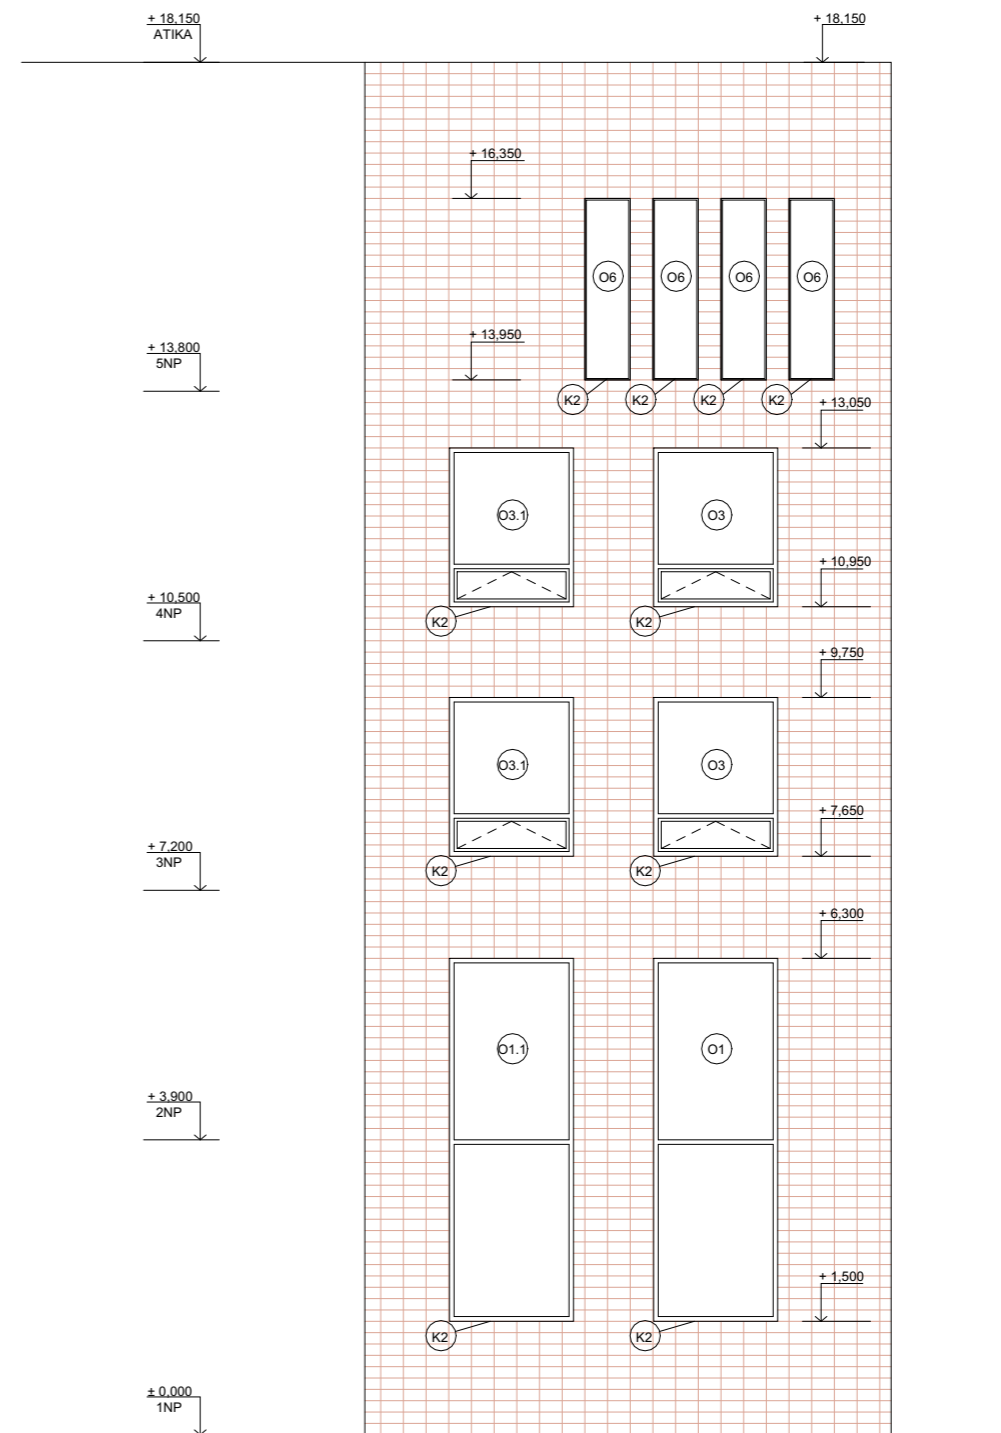 + 18,150
ATIKA
+ 18,150
+ 16,350
O6
O6
O6
O6
+ 13,950
+ 13,800
5NP
K2
K2
K2
K2
+ 13,050
O3.1
O3
+ 10,950
+ 10,500
4NP
K2
K2
+ 9,750
O3.1
O3
+ 7,650
+ 7,200
3NP
K2
K2
+ 6,300
O1.1
O1
+ 3,900
2NP
+ 1,500
K2
K2
± 0,000
1NP